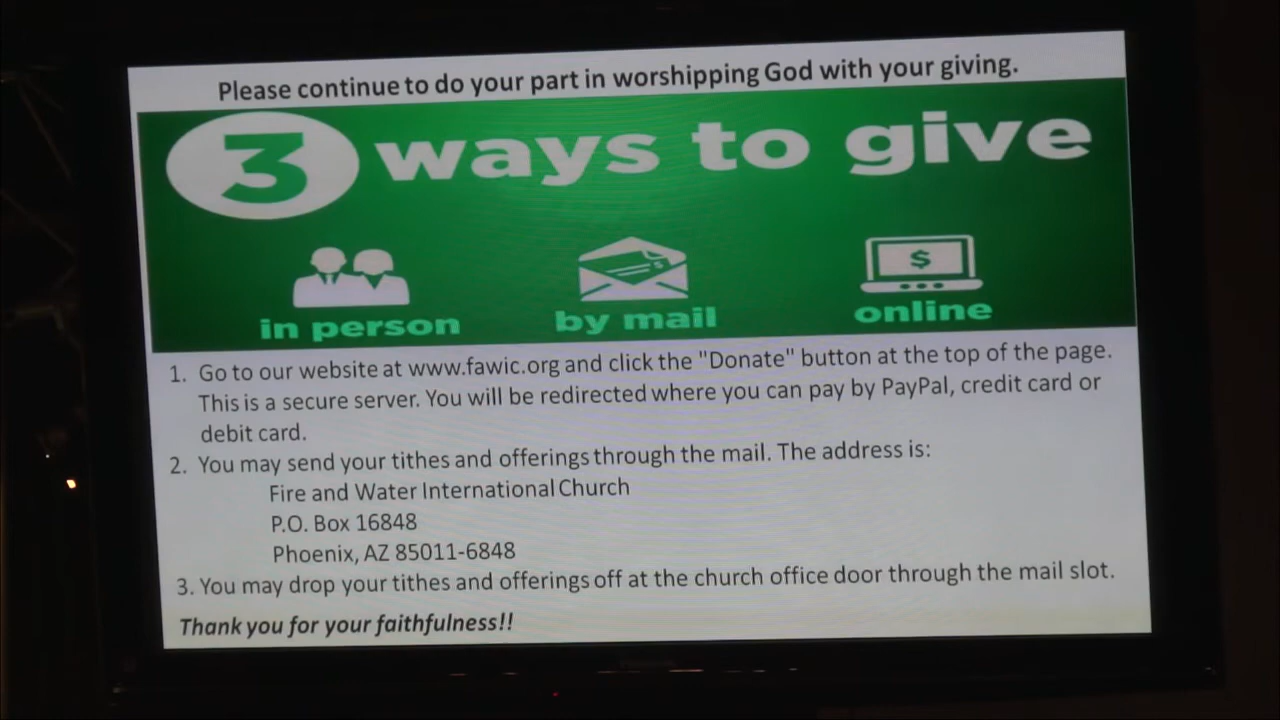 Please continue to do your part in worshipping God with your giving.
3 ways to give
in person by mail online
1. Go to our website at www.fawic.org and click the "Donate" button at the top of the page.
This is a secure server. You will be redirected where you can pay by PayPal, credit card or
debit card.
2. You may send your tithes and offerings through the mail. The address is:
Fire and Water International Church
P.O. Box 16848
Phoenix, AZ 85011-6848
3. You may drop your tithes and offerings off at the church office door through the mail slot.
Thank you for your faithfulness!!